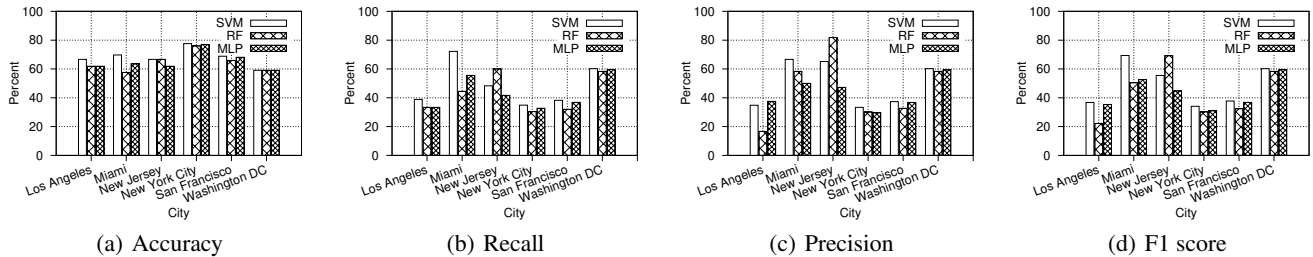 100
80
60
40
20
0
Percent
SVM
RF
MLP
Los Angeles
Miami
New Jersey
New York City
San Francisco
Washington DC
City
(a) Accuracy
100
80
60
40
20
0
Percent
SVM
RF
MLP
Los Angeles
Miami
New Jersey
New York City
San Francisco
Washington DC
City
(b) Recall
100
80
60
40
20
0
Percent
SVM
RF
MLP
Los Angeles
Miami
New Jersey
New York City
San Francisco
Washington DC
City
(c) Precision
100
80
60
40
20
0
Percent
SVM
RF
MLP
Los Angeles
Miami
New Jersey
New York City
San Francisco
Washington DC
City
(d) F1 score